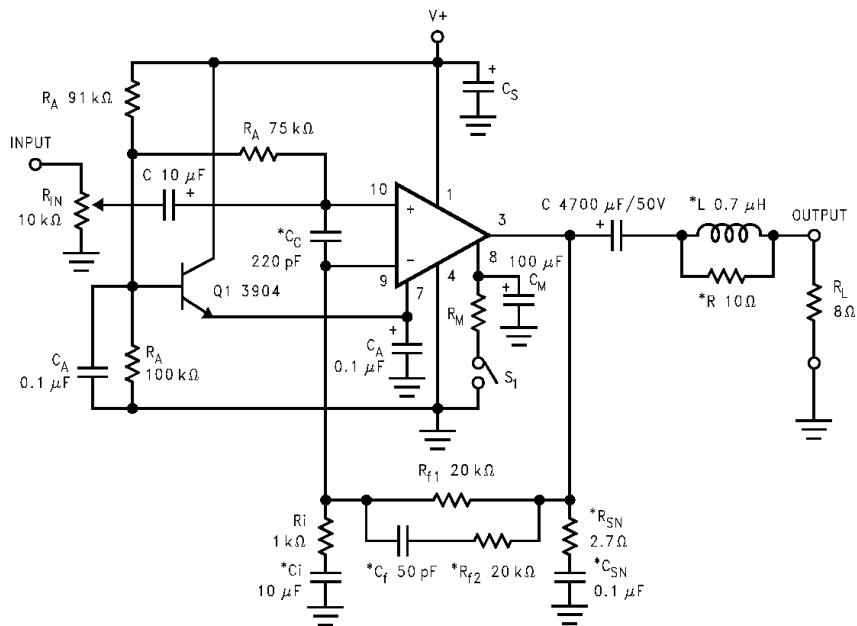 V+
+
C_S
R_A 91 kΩ
R_A 75 kΩ
INPUT
C 10 μF
+
R_IN
10 kΩ
10
+
1
*C_C
220 pF
−
9
7
4
3
8
C 4700 μF/50V
+
*L 0.7 μH
OUTPUT
*R 10Ω
R_L
8Ω
100 μF
+
C_M
R_M
S_1
Q1 3904
+
C_A
0.1 μF
R_A
100 kΩ
C_A
0.1 μF
R_f1 20 kΩ
Ri
1 kΩ
*Ci
10 μF
*C_f 50 pF
*R_f2 20 kΩ
*R_SN
2.7Ω
*C_SN
0.1 μF